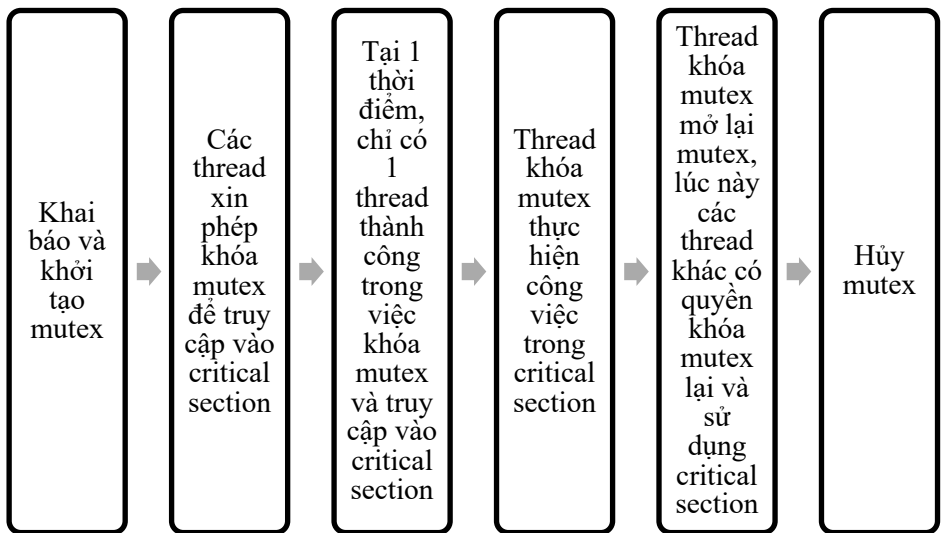 Khai
báo và
khởi
tạo
mutex
Các
thread
xin
phép
khóa
mutex
để truy
cập vào
critical
section
Tại 1
thời
điểm,
chỉ có
1
thread
thành
công
trong
việc
khóa
mutex
và truy
cập vào
critical
section
Thread
khóa
mutex
thực
hiện
công
việc
trong
critical
section
Thread
khóa
mutex
mở lại
mutex,
lúc này
các
thread
khác có
quyền
khóa
mutex
lại và
sử
dụng
critical
section
Hủy
mutex